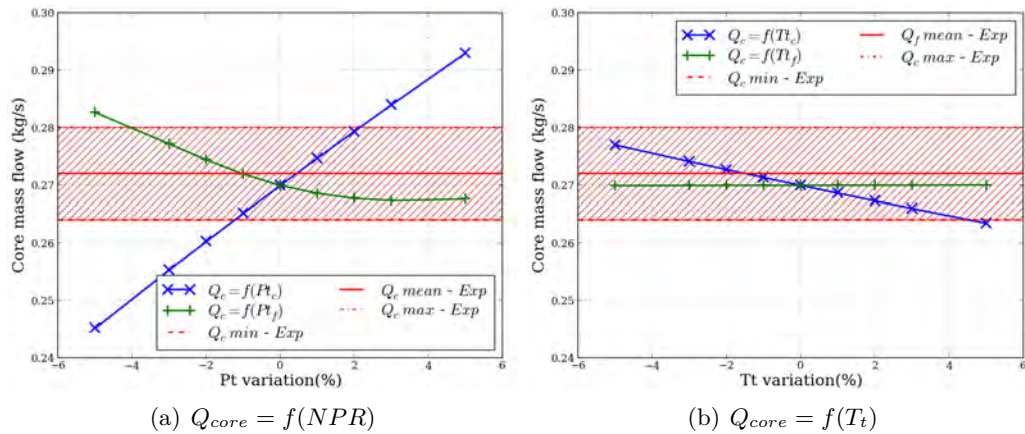 0.30
0.29
0.28
0.27
0.26
0.25
0.24
Core mass flow (kg/s)
−6 −4 −2 0 2 4 6
Pt variation(%)
Q_c = f(Pt_c)
Q_c = f(Pt_f)
Q_c min - Exp
Q_c mean - Exp
Q_c max - Exp
(a) Q_core = f(NPR)
0.30
0.29
0.28
0.27
0.26
0.25
0.24
Core mass flow (kg/s)
−6 −4 −2 0 2 4 6
Tt variation(%)
Q_c = f(Tt_c)
Q_c = f(Tt_f)
Q_c min - Exp
Q_f mean - Exp
Q_c max - Exp
(b) Q_core = f(T_t)